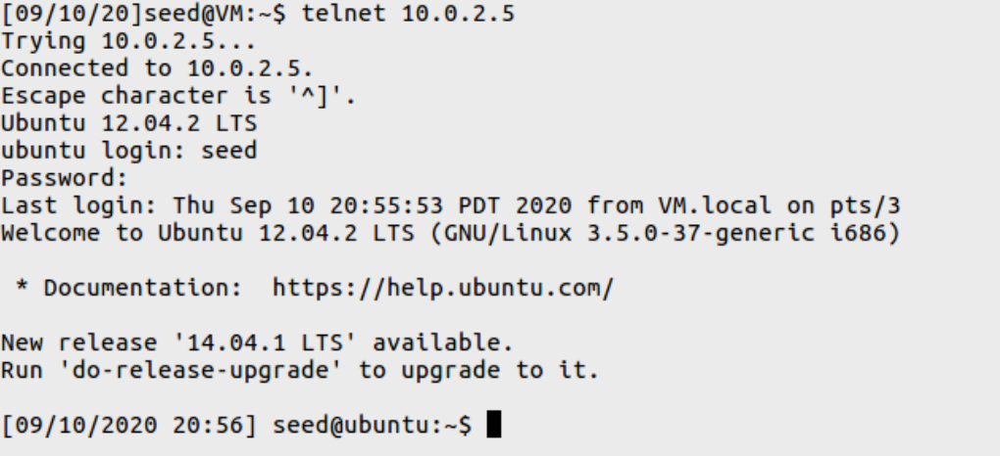 [09/10/20]seed@VM:~$ telnet 10.0.2.5
Trying 10.0.2.5...
Connected to 10.0.2.5.
Escape character is '^]'.
Ubuntu 12.04.2 LTS
ubuntu login: seed
Password:
Last login: Thu Sep 10 20:55:53 PDT 2020 from VM.local on pts/3
Welcome to Ubuntu 12.04.2 LTS (GNU/Linux 3.5.0-37-generic i686)

 * Documentation:  https://help.ubuntu.com/

New release '14.04.1 LTS' available.
Run 'do-release-upgrade' to upgrade to it.

[09/10/2020 20:56] seed@ubuntu:~$